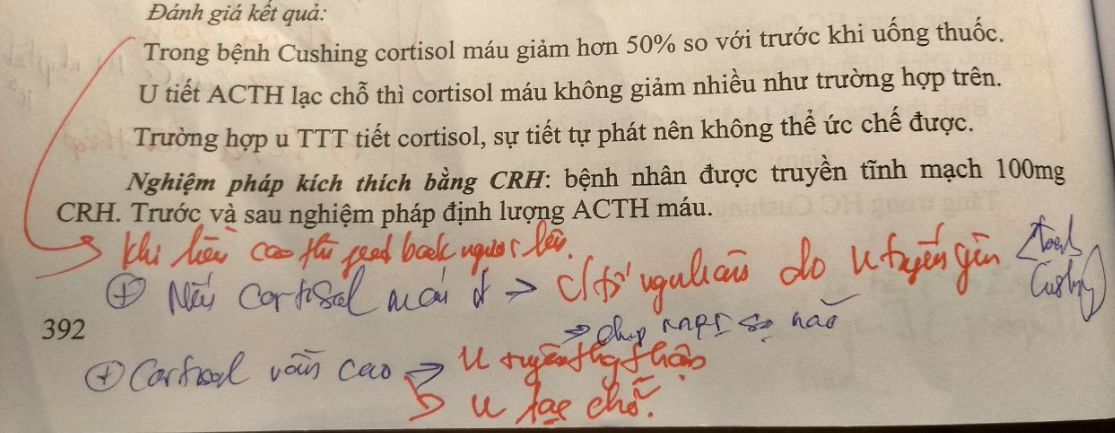 Đánh giá kết quả:
Trong bệnh Cushing cortisol máu giảm hơn 50% so với trước khi uống thuốc.
U tiết ACTH lạc chỗ thì cortisol máu không giảm nhiều như trường hợp trên.
Trường hợp u TTT tiết cortisol, sự tiết tự phát nên không thể ức chế được.
Nghiệm pháp kích thích bằng CRH: bệnh nhân được truyền tĩnh mạch 100mg
CRH. Trước và sau nghiệm pháp định lượng ACTH máu.
Khi liều cao thì feed back ngược lên.
⊕ Nếu cortisol máu ↓ → c/tỏ nguyên nhân do u tuyến yên
Cushing
392
→ chụp MRI sọ não
⊕ Cortisol vẫn cao → U tuyến thượng thận
↳ u lạc chỗ.